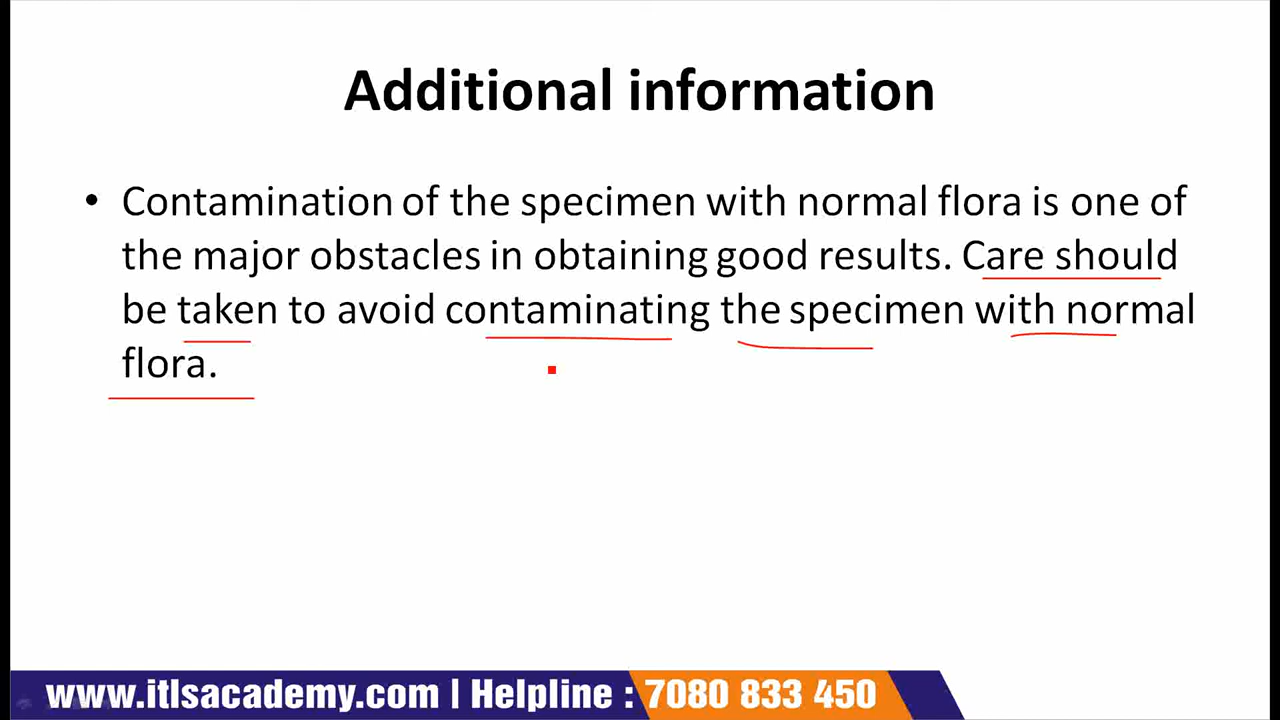 Additional information
• Contamination of the specimen with normal flora is one of
the major obstacles in obtaining good results. Care should
be taken to avoid contaminating the specimen with normal
flora.
www.itlsacademy.com | Helpline : 7080 833 450